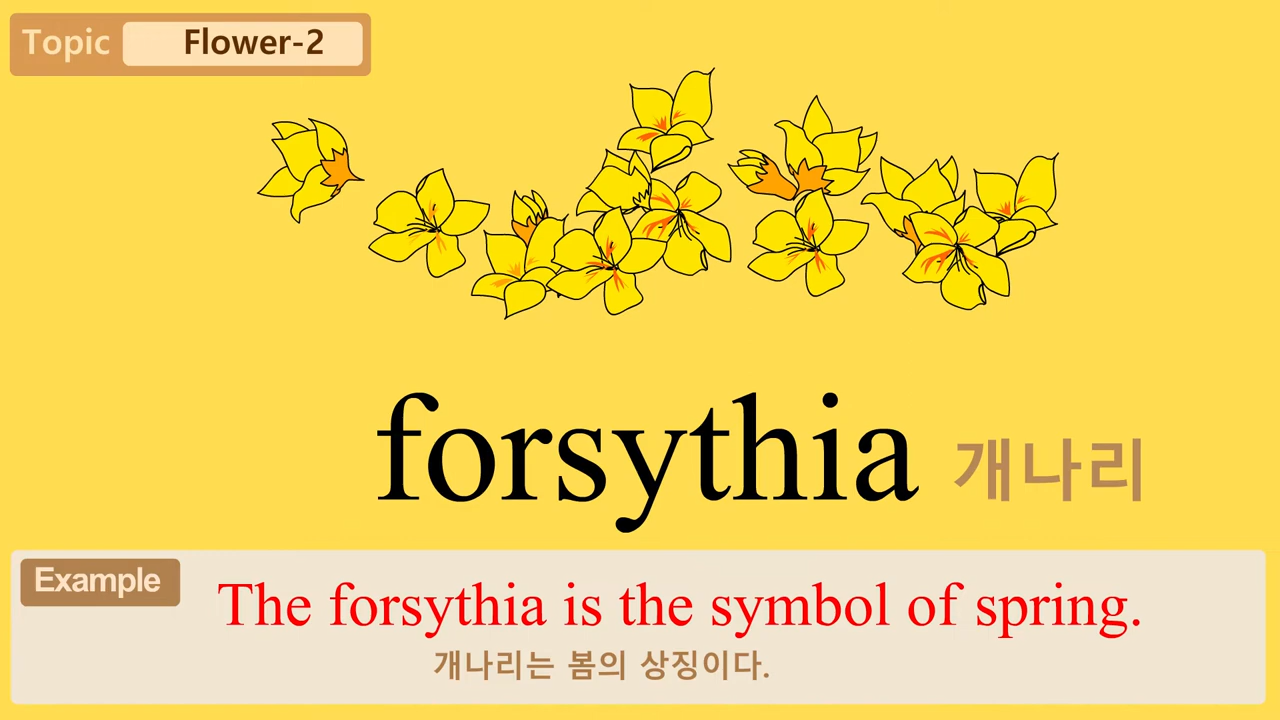 Topic Flower-2
forsythia 개나리
Example The forsythia is the symbol of spring.
개나리는 봄의 상징이다.